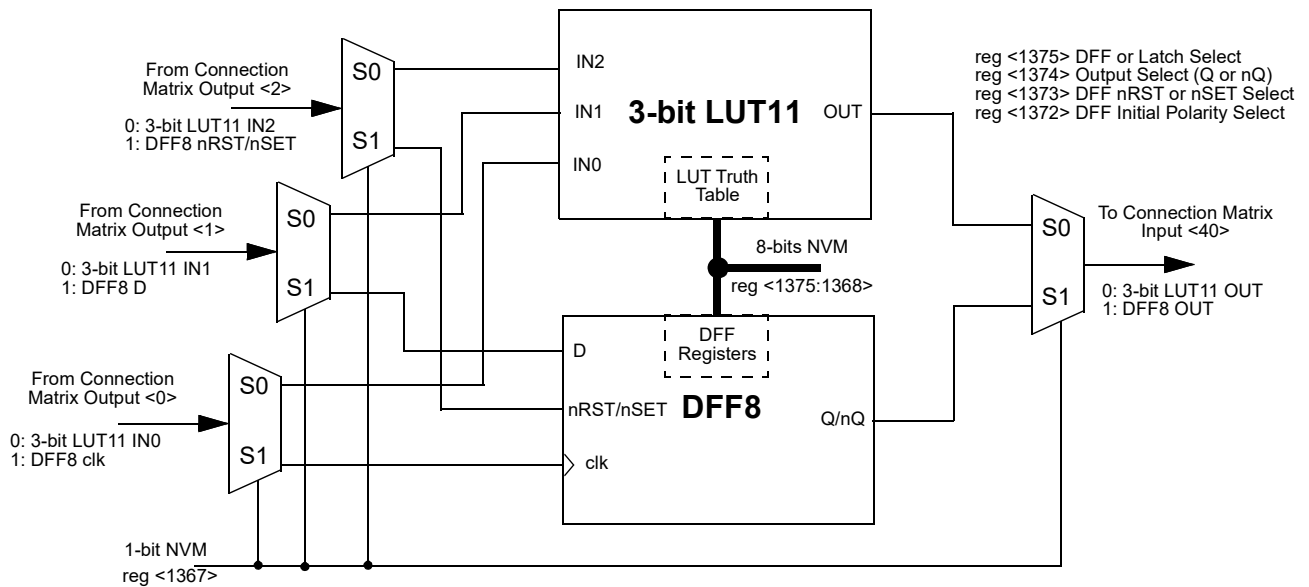 From Connection
Matrix Output <2>
0: 3-bit LUT11 IN2
1: DFF8 nRST/nSET
S0
S1
From Connection
Matrix Output <1>
0: 3-bit LUT11 IN1
1: DFF8 D
S0
S1
From Connection
Matrix Output <0>
0: 3-bit LUT11 IN0
1: DFF8 clk
S0
S1
1-bit NVM
reg <1367>
IN2
IN1
IN0
3-bit LUT11
OUT
LUT Truth
Table
8-bits NVM
reg <1375:1368>
DFF
Registers
D
nRST/nSET
clk
DFF8
Q/nQ
reg <1375> DFF or Latch Select
reg <1374> Output Select (Q or nQ)
reg <1373> DFF nRST or nSET Select
reg <1372> DFF Initial Polarity Select
S0
S1
To Connection Matrix
Input <40>
0: 3-bit LUT11 OUT
1: DFF8 OUT